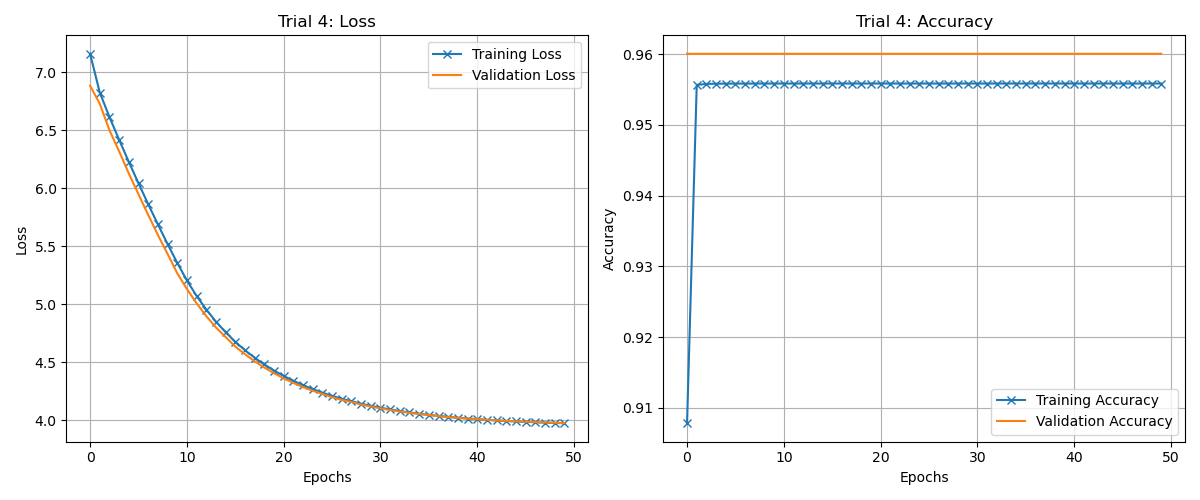 Trial 4: Loss
Training Loss
Validation Loss
7.0
6.5
6.0
5.5
5.0
4.5
4.0
Loss
0 10 20 30 40 50
Epochs
Trial 4: Accuracy
0.96
0.95
0.94
0.93
0.92
0.91
Accuracy
Training Accuracy
Validation Accuracy
0 10 20 30 40 50
Epochs